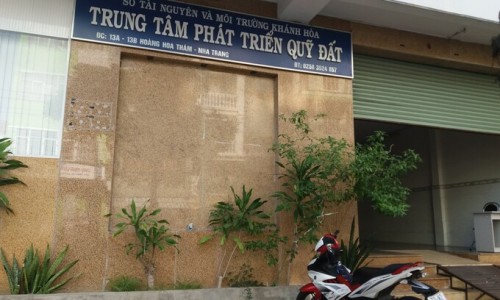 SỞ TÀI NGUYÊN VÀ MÔI TRƯỜNG KHÁNH HÒA
TRUNG TÂM PHÁT TRIỂN QUỸ ĐẤT
ĐC: 13A - 13B HOÀNG HOA THÁM - NHA TRANG